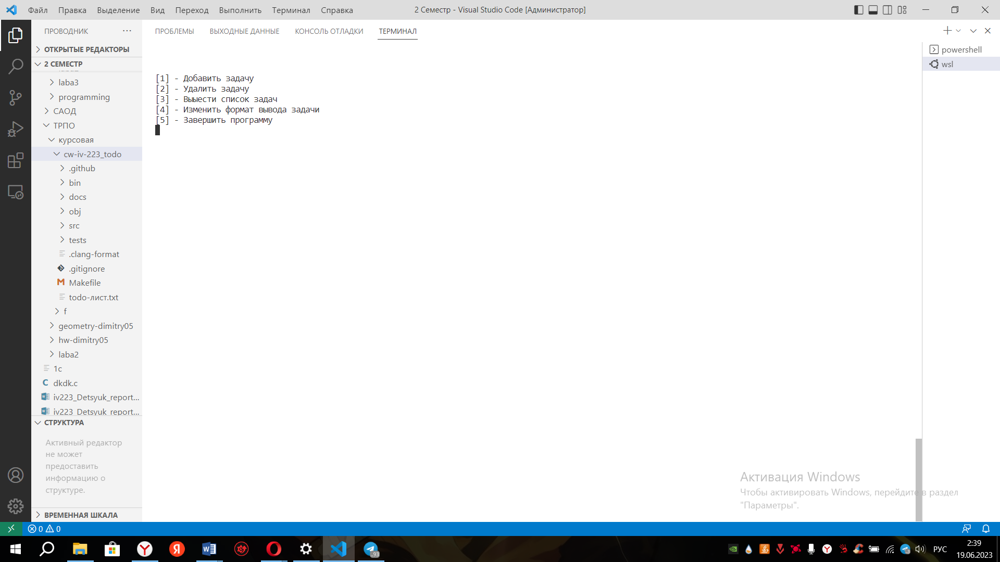 Файл Правка Выделение Вид Переход Выполнить Терминал Справка
2 Семестр - Visual Studio Code [Администратор]
ПРОВОДНИК
ОТКРЫТЫЕ РЕДАКТОРЫ
2 СЕМЕСТР
laba3
programming
САОД
ТРПО
курсовая
cw-iv-223_todo
.github
bin
docs
obj
src
tests
.clang-format
.gitignore
Makefile
todo-лист.txt
f
geometry-dimitry05
hw-dimitry05
laba2
1c
dkdk.c
iv223_Detsyuk_report...
iv223_Detsyuk_report...
СТРУКТУРА
Активный редактор
не может
предоставить
информацию о
структуре.
ВРЕМЕННАЯ ШКАЛА
ПРОБЛЕМЫ ВЫХОДНЫЕ ДАННЫЕ КОНСОЛЬ ОТЛАДКИ ТЕРМИНАЛ
[1] - Добавить задачу
[2] - Удалить задачу
[3] - Выыести список задач
[4] - Изменить формат вывода задачи
[5] - Завершить программу
powershell
wsl
Активация Windows
Чтобы активировать Windows, перейдите в раздел
"Параметры".
0 0
93
РУС
2:39
19.06.2023